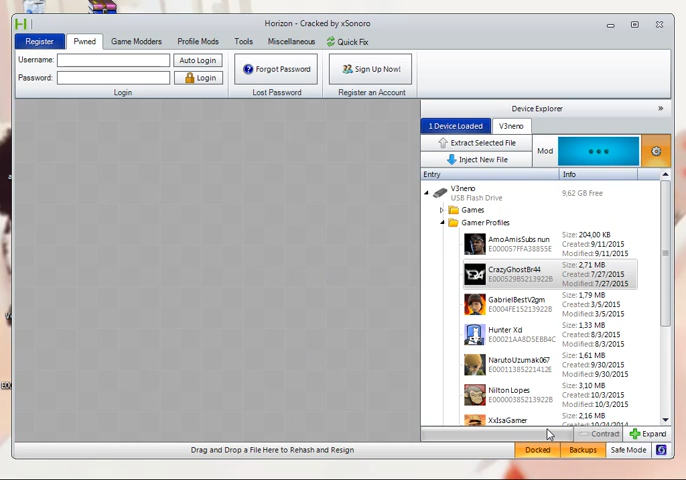 Horizon - Cracked by xSonoro
Register Pwned Game Modders Profile Mods Tools Miscellaneous Quick Fix
Username: Auto Login
Password: Login
Forgot Password Sign Up Now!
Login Lost Password Register an Account
Device Explorer »
1 Device Loaded V3neno
Extract Selected File
Inject New File
Mod
Entry Info
V3neno
USB Flash Drive
9,62 GB Free
Games
Gamer Profiles
AmoAmisSubs nun
E000057FFA38855E
Size: 204,00 KB
Created: 9/11/2015
Modified: 9/11/2015
CrazyGhostBr44
E000529B5213922B
Size: 2,71 MB
Created: 7/27/2015
Modified: 7/27/2015
GabrielBestV2gm
E0004FE15213922B
Size: 1,79 MB
Created: 3/5/2015
Modified: 3/5/2015
Hunter Xd
E00021AA8D5EBB4C
Size: 1,33 MB
Created: 8/3/2015
Modified: 8/3/2015
NarutoUzumak067
E00011385221412E
Size: 1,61 MB
Created: 9/30/2015
Modified: 9/30/2015
Nilton Lopes
E00000385213922B
Size: 3,10 MB
Created: 10/3/2015
Modified: 10/3/2015
XxIsaGamer
Size: 2,16 MB
Contract Expand
Drag and Drop a File Here to Rehash and Resign
Docked Backups Safe Mode